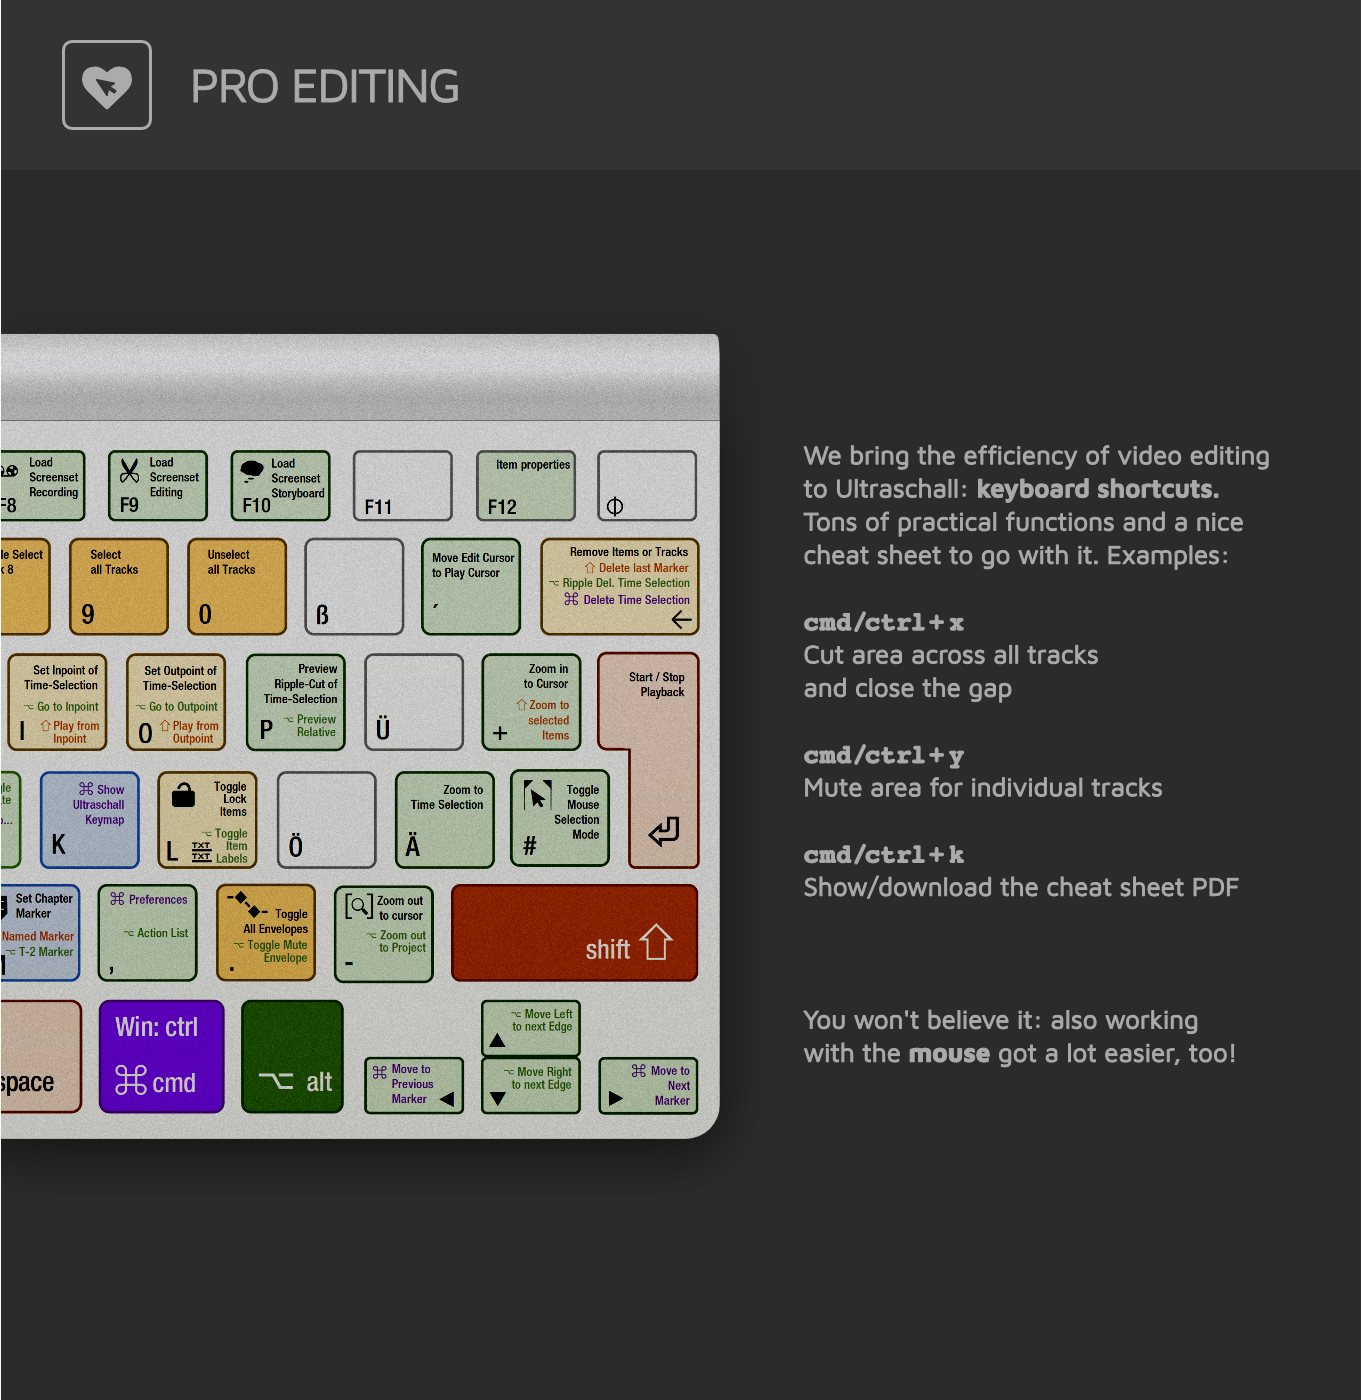 PRO EDITING
Load
Screenset
Recording
F8
Load
Screenset
Editing
F9
Load
Screenset
Storyboard
F10
F11
Item properties
F12
Select
8
Select
all Tracks
9
Unselect
all Tracks
0
ß
Move Edit Cursor
to Play Cursor
´
Remove Items or Tracks
⇧ Delete last Marker
⌥ Ripple Del. Time Selection
⌘ Delete Time Selection
←
Set Inpoint of
Time-Selection
⌥ Go to Inpoint
⇧ Play from
Inpoint
I
Set Outpoint of
Time-Selection
⌥ Go to Outpoint
⇧ Play from
Outpoint
O
Preview
Ripple-Cut of
Time-Selection
⌥ Preview
Relative
P
Ü
Zoom in
to Cursor
⇧ Zoom to
selected
Items
+
Start / Stop
Playback
⌘ Show
Ultraschall
Keymap
K
Toggle
Lock
Items
⌥ Toggle
Item
Labels
L
TXT
TXT
Ö
Zoom to
Time Selection
Ä
Toggle
Mouse
Selection
Mode
#
Set Chapter
Marker
Named Marker
⌥ T-2 Marker
⌘ Preferences
⌥ Action List
,
Toggle
All Envelopes
⌥ Toggle Mute
Envelope
.
Zoom out
to cursor
⌥ Zoom out
to Project
-
shift ⇧
space
Win: ctrl
⌘ cmd
⌥ alt
⌘ Move to
Previous
Marker ◀
⌥ Move Left
to next Edge
▲
⌥ Move Right
to next Edge
▼
⌘ Move to
Next
Marker
▶
We bring the efficiency of video editing
to Ultraschall: keyboard shortcuts.
Tons of practical functions and a nice
cheat sheet to go with it. Examples:
cmd/ctrl+x
Cut area across all tracks
and close the gap
cmd/ctrl+y
Mute area for individual tracks
cmd/ctrl+k
Show/download the cheat sheet PDF
You won't believe it: also working
with the mouse got a lot easier, too!